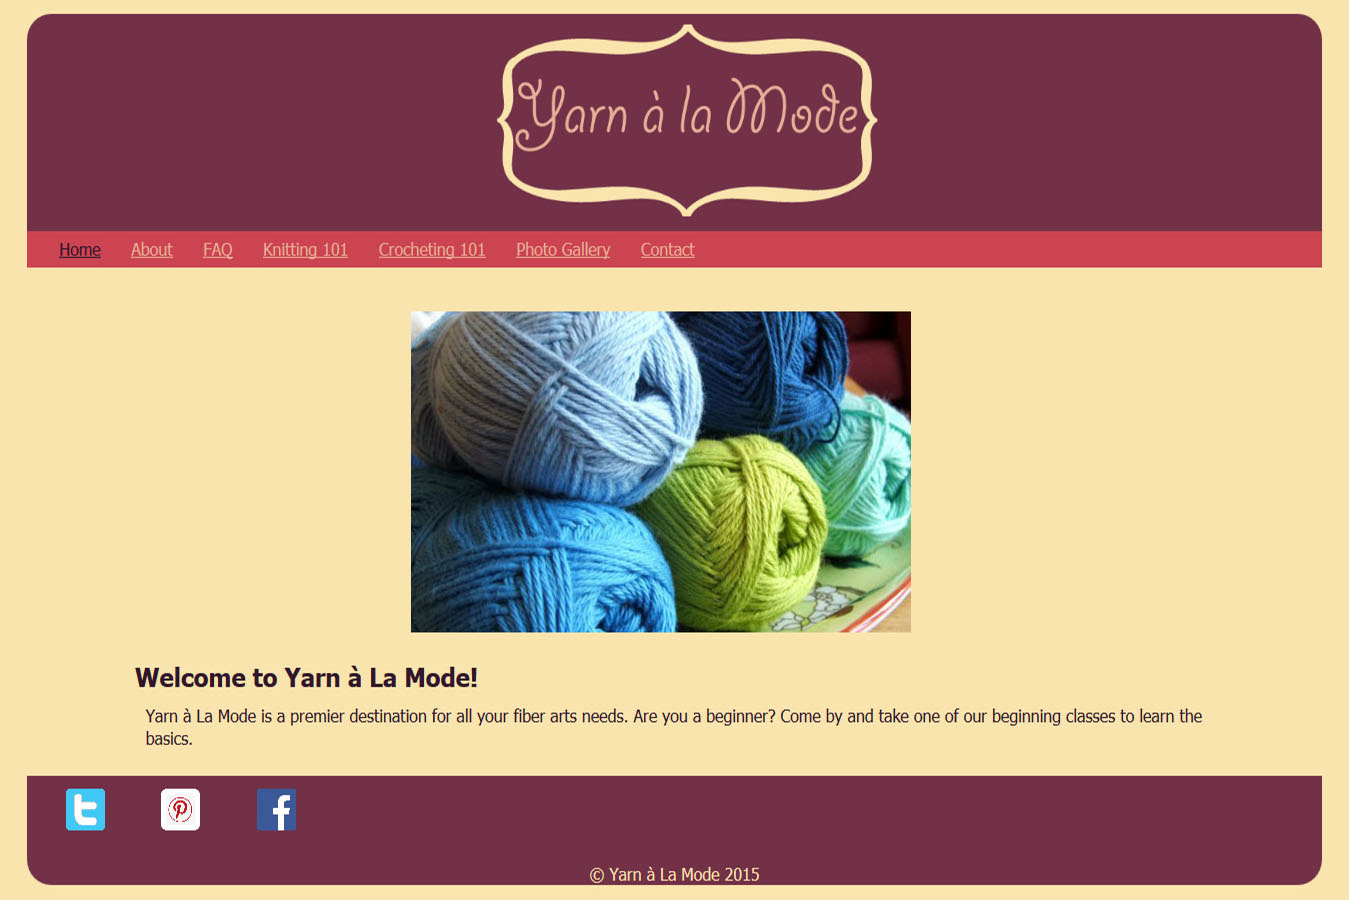 Yarn à la Mode
Home About FAQ Knitting 101 Crocheting 101 Photo Gallery Contact
Welcome to Yarn à La Mode!
Yarn à La Mode is a premier destination for all your fiber arts needs. Are you a beginner? Come by and take one of our beginning classes to learn the
basics.
© Yarn à La Mode 2015